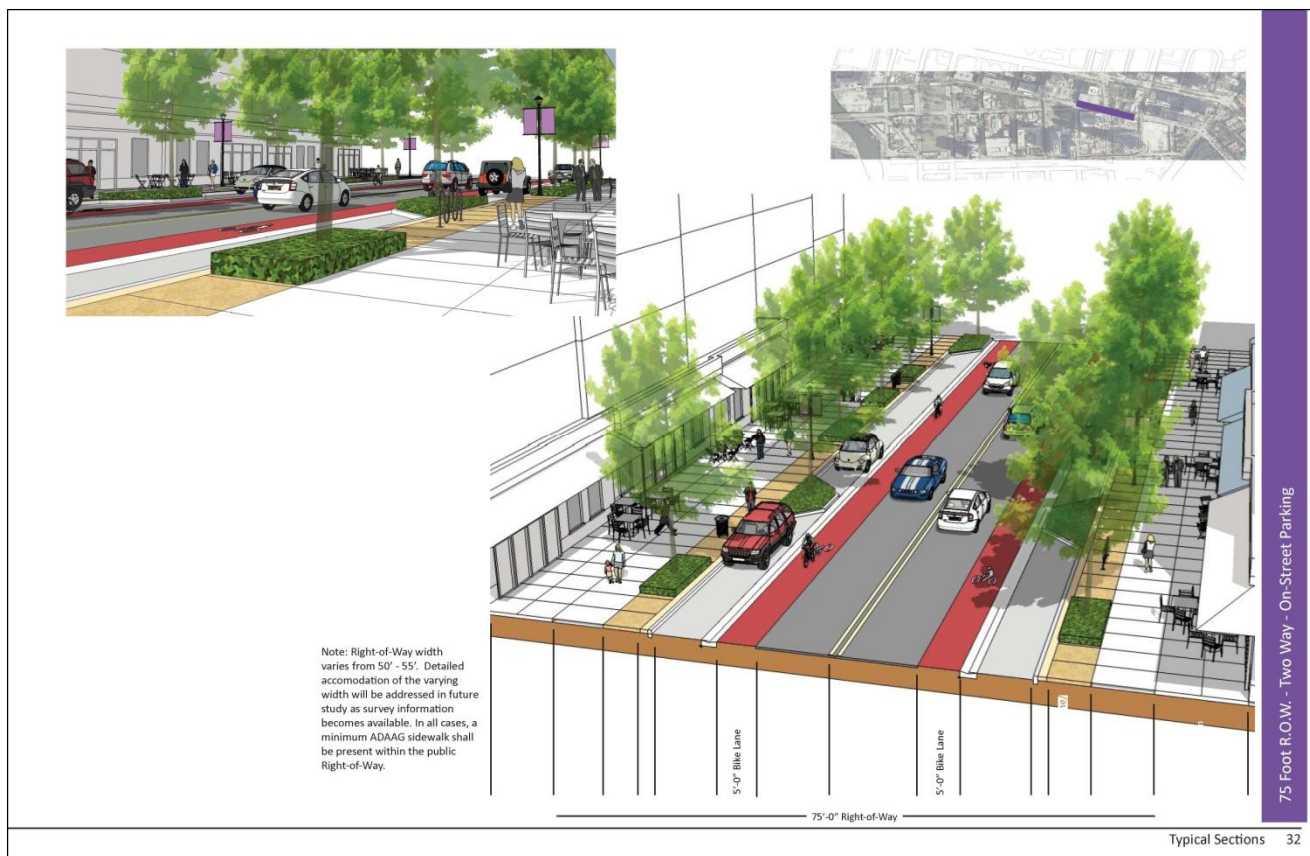 Note: Right-of-Way width
varies from 50' - 55'. Detailed
accomodation of the varying
width will be addressed in future
study as survey information
becomes available. In all cases, a
minimum ADAAG sidewalk shall
be present within the public
Right-of-Way.
5'-0" Bike Lane
5'-0" Bike Lane
75'-0" Right-of-Way
75 Foot R.O.W. - Two Way - On-Street Parking
Typical Sections 32